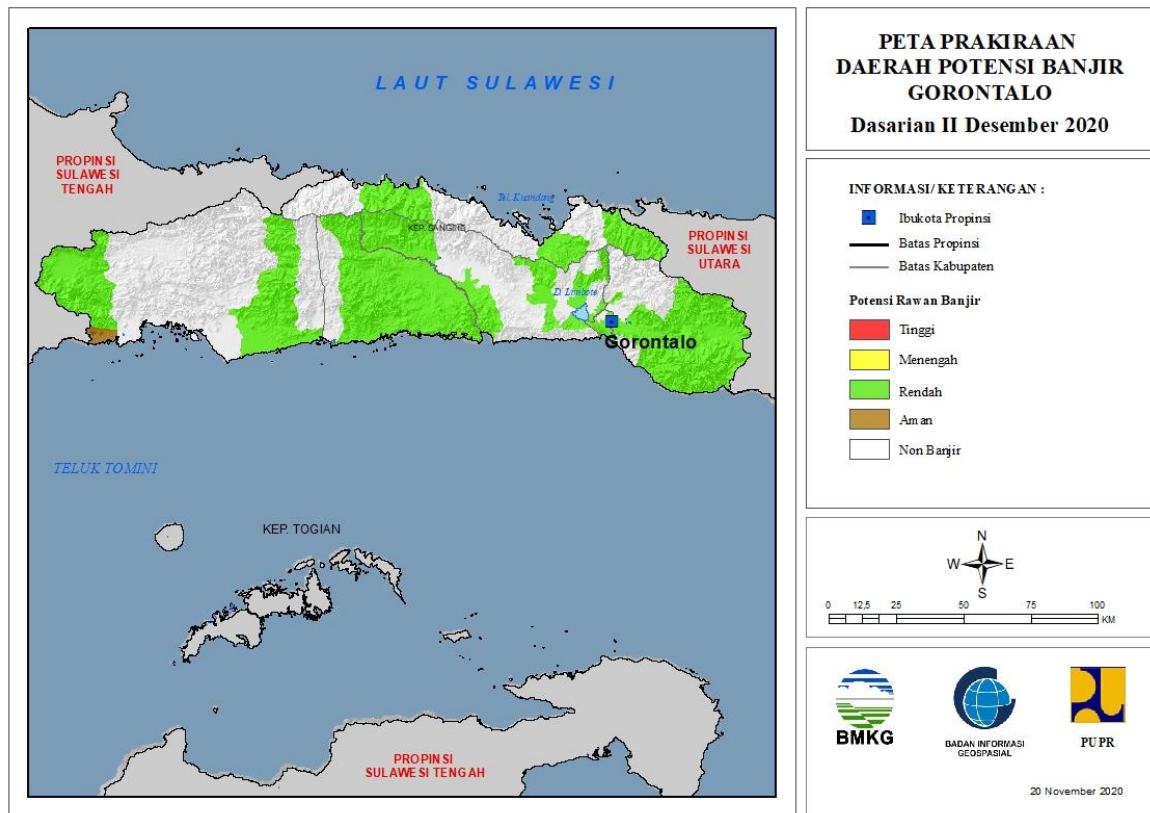 LAUT SULAWESI
PROPINSI
SULAWESI
TENGAH
Tel. Kuandang
KEP. SANGIHE
PROPINSI
SULAWESI
UTARA
D. Limboto
Gorontalo
TELUK TOMINI
KEP. TOGIAN
PROPINSI
SULAWESI TENGAH
PETA PRAKIRAAN
DAERAH POTENSI BANJIR
GORONTALO
Dasarian II Desember 2020
INFORMASI/KETERANGAN :
Ibukota Propinsi
Batas Propinsi
Batas Kabupaten
Potensi Rawan Banjir
Tinggi
Menengah
Rendah
Aman
Non Banjir
N
W E
S
0 12,5 25 50 75 100
KM
BMKG
BADAN INFORMASI
GEOSPASIAL
PUPR
20 November 2020